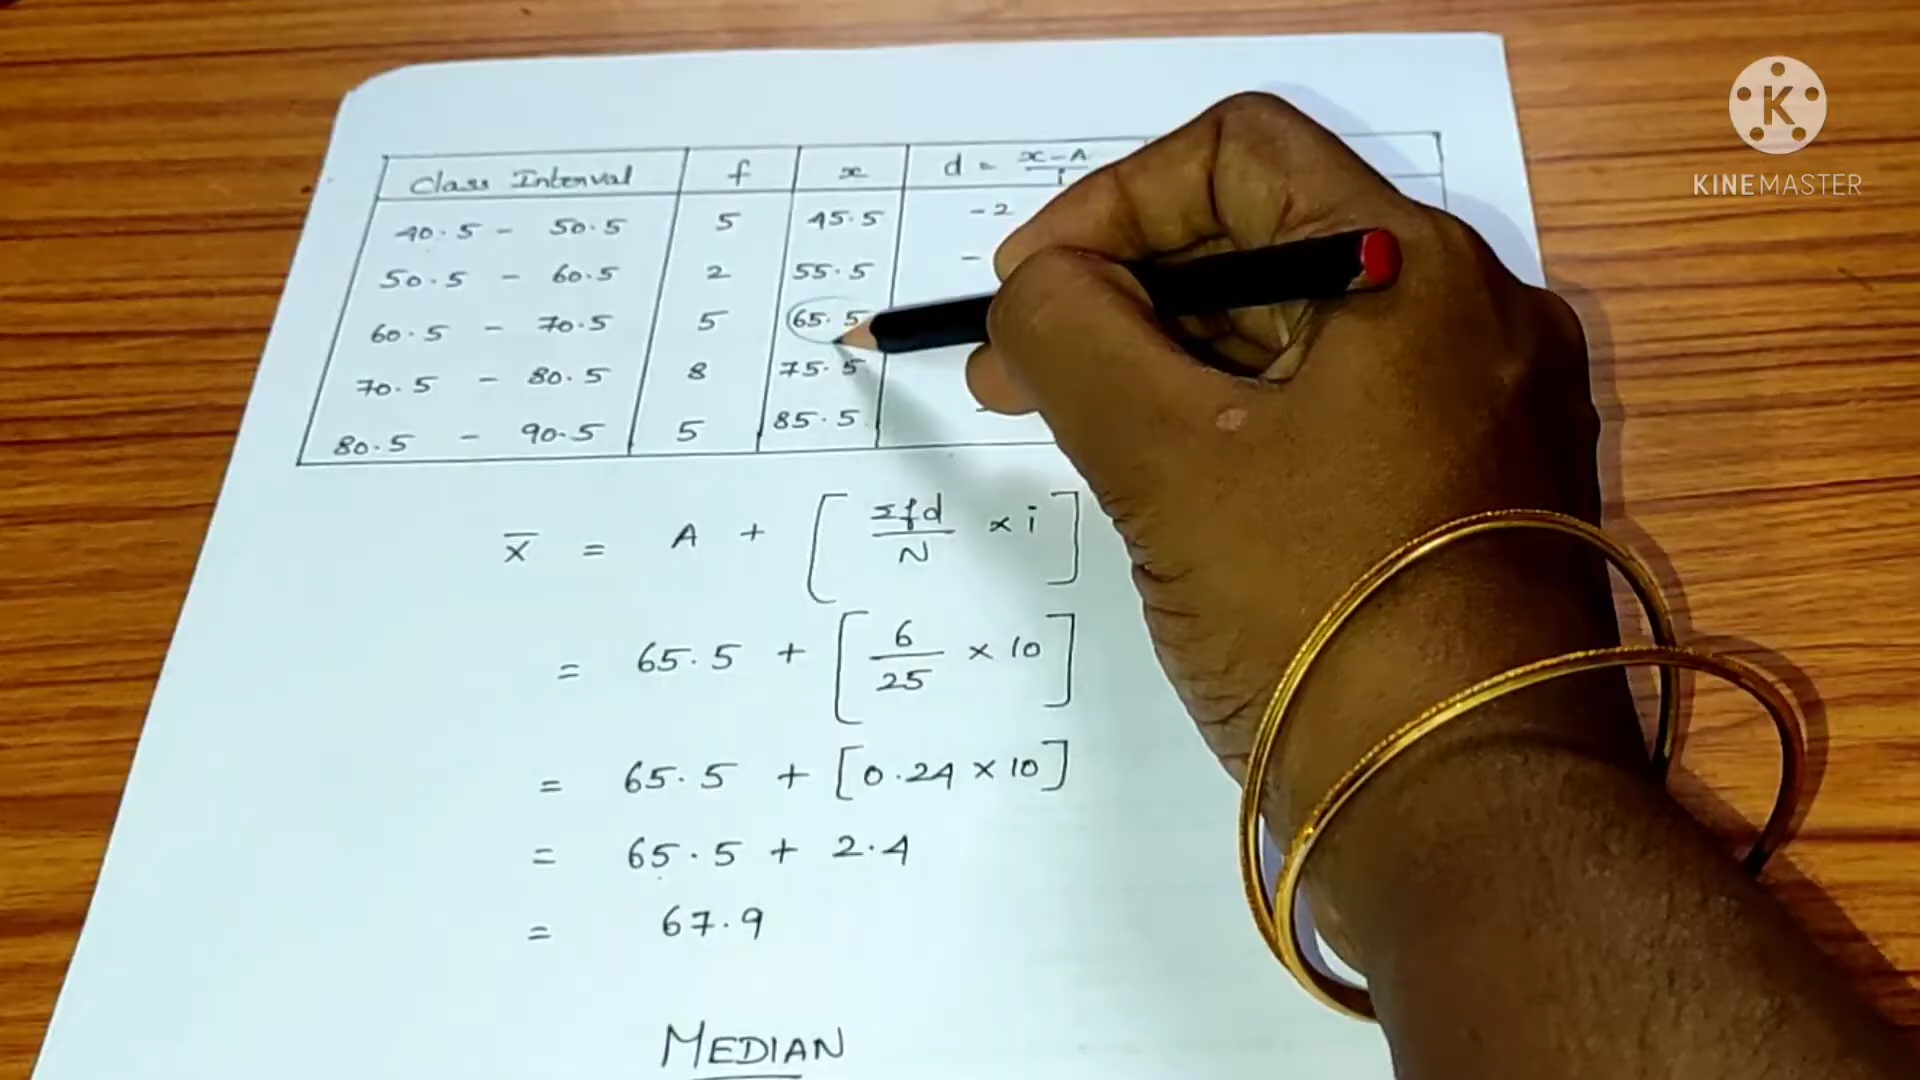 Class Interval f x d = x-A / i
40.5 - 50.5 5 45.5 -2
50.5 - 60.5 2 55.5 -
60.5 - 70.5 5 65.5
70.5 - 80.5 8 75.5
80.5 - 90.5 5 85.5
x̄ = A + [Σfd / N × i]
= 65.5 + [6 / 25 × 10]
= 65.5 + [0.24 × 10]
= 65.5 + 2.4
= 67.9
MEDIAN
K
KINEMASTER